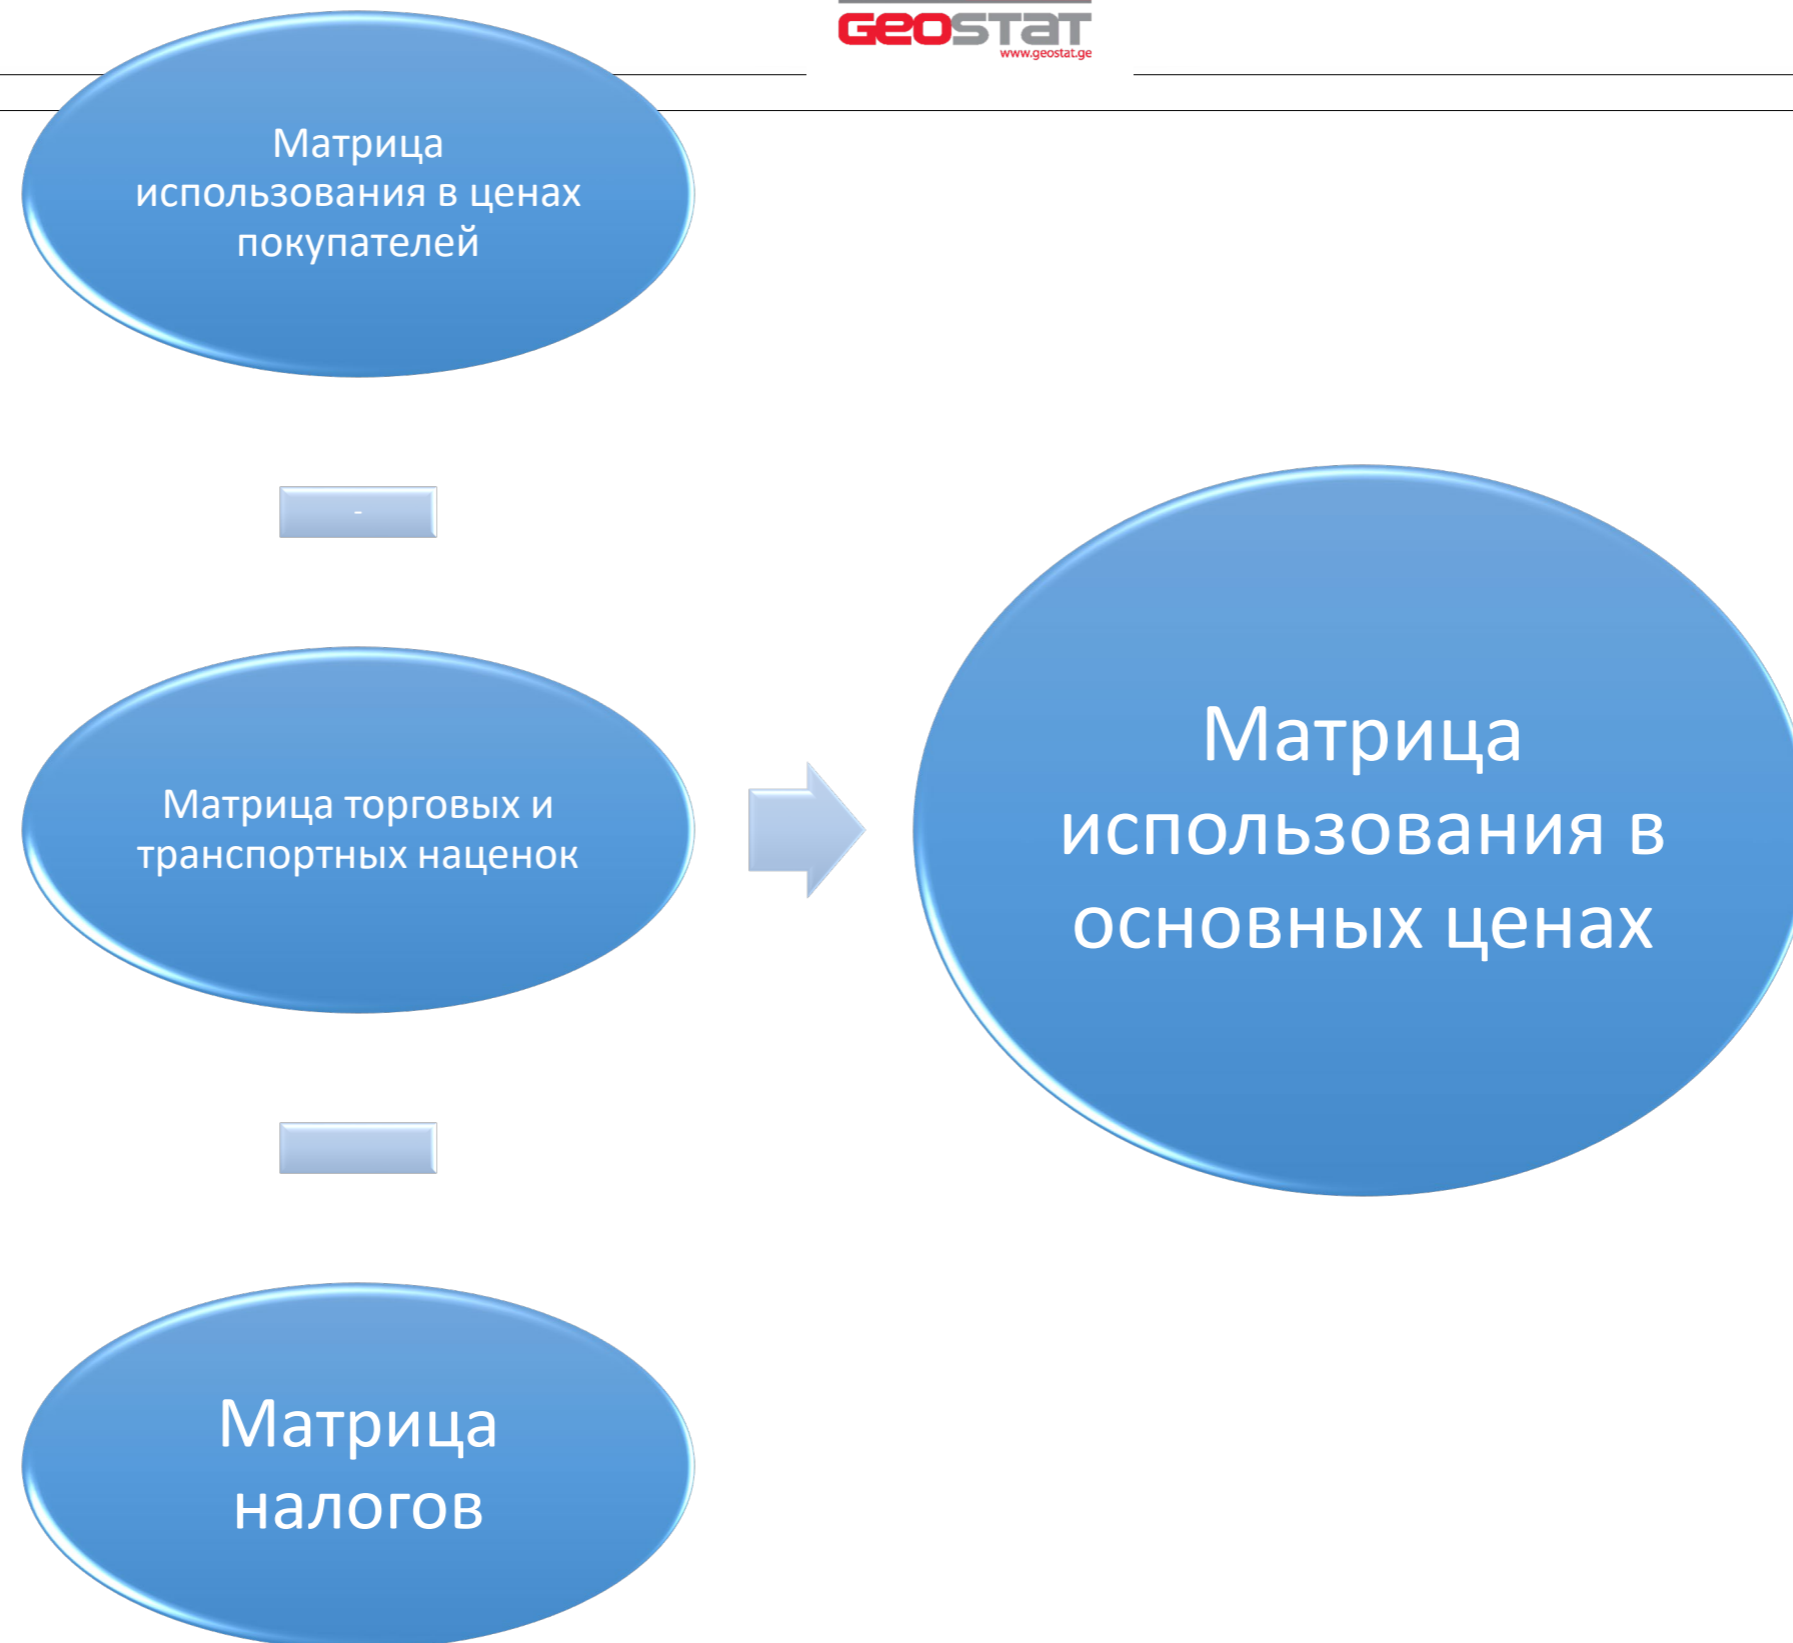 GEOSTAT
www.geostat.ge
Матрица
использования в ценах
покупателей
-
Матрица торговых и
транспортных наценок
Матрица
налогов
Матрица
использования в
основных ценах